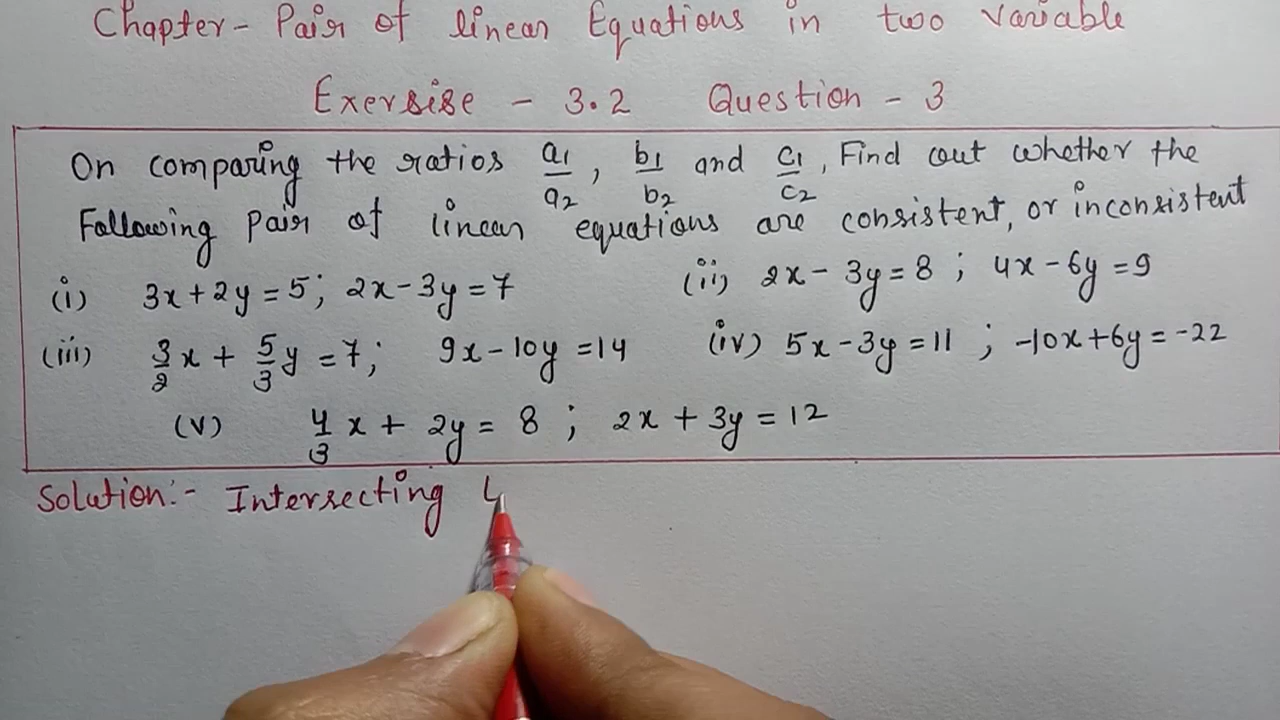 Chapter - Pair of linear Equations in two variable
Exersise - 3.2 Question - 3
On comparing the ratios a1/a2, b1/b2 and c1/c2, Find out whether the
Following pair of linear equations are consistent, or inconsistent
(i) 3x + 2y = 5; 2x - 3y = 7 (ii) 2x - 3y = 8 ; 4x - 6y = 9
(iii) 3/2 x + 5/3 y = 7; 9x - 10y = 14 (iv) 5x - 3y = 11 ; -10x + 6y = -22
(v) 4/3 x + 2y = 8 ; 2x + 3y = 12
Solution:- Intersecting